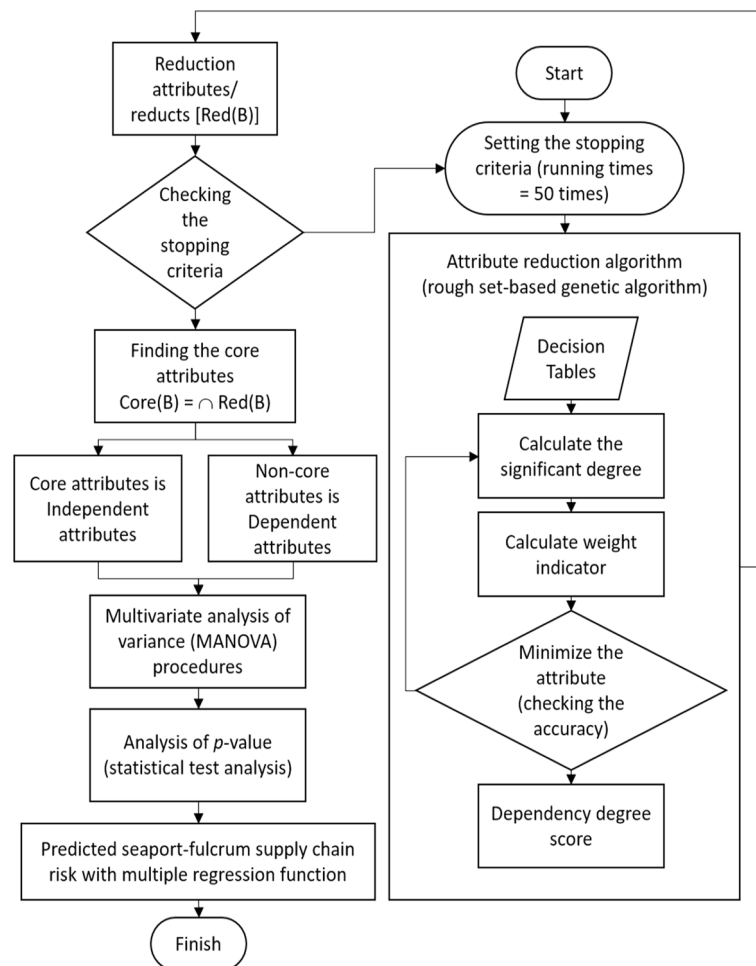 Start
Setting the stopping
criteria (running times
= 50 times)
Attribute reduction algorithm
(rough set-based genetic algorithm)
Decision
Tables
Calculate the
significant degree
Calculate weight
indicator
Minimize the
attribute
(checking the
accuracy)
Dependency degree
score
Reduction
attributes/
reducts [Red(B)]
Checking
the
stopping
criteria
Finding the core
attributes
Core(B) = ∩ Red(B)
Core attributes is
Independent
attributes
Non-core
attributes is
Dependent
attributes
Multivariate analysis of
variance (MANOVA)
procedures
Analysis of p-value
(statistical test analysis)
Predicted seaport-fulcrum supply chain
risk with multiple regression function
Finish